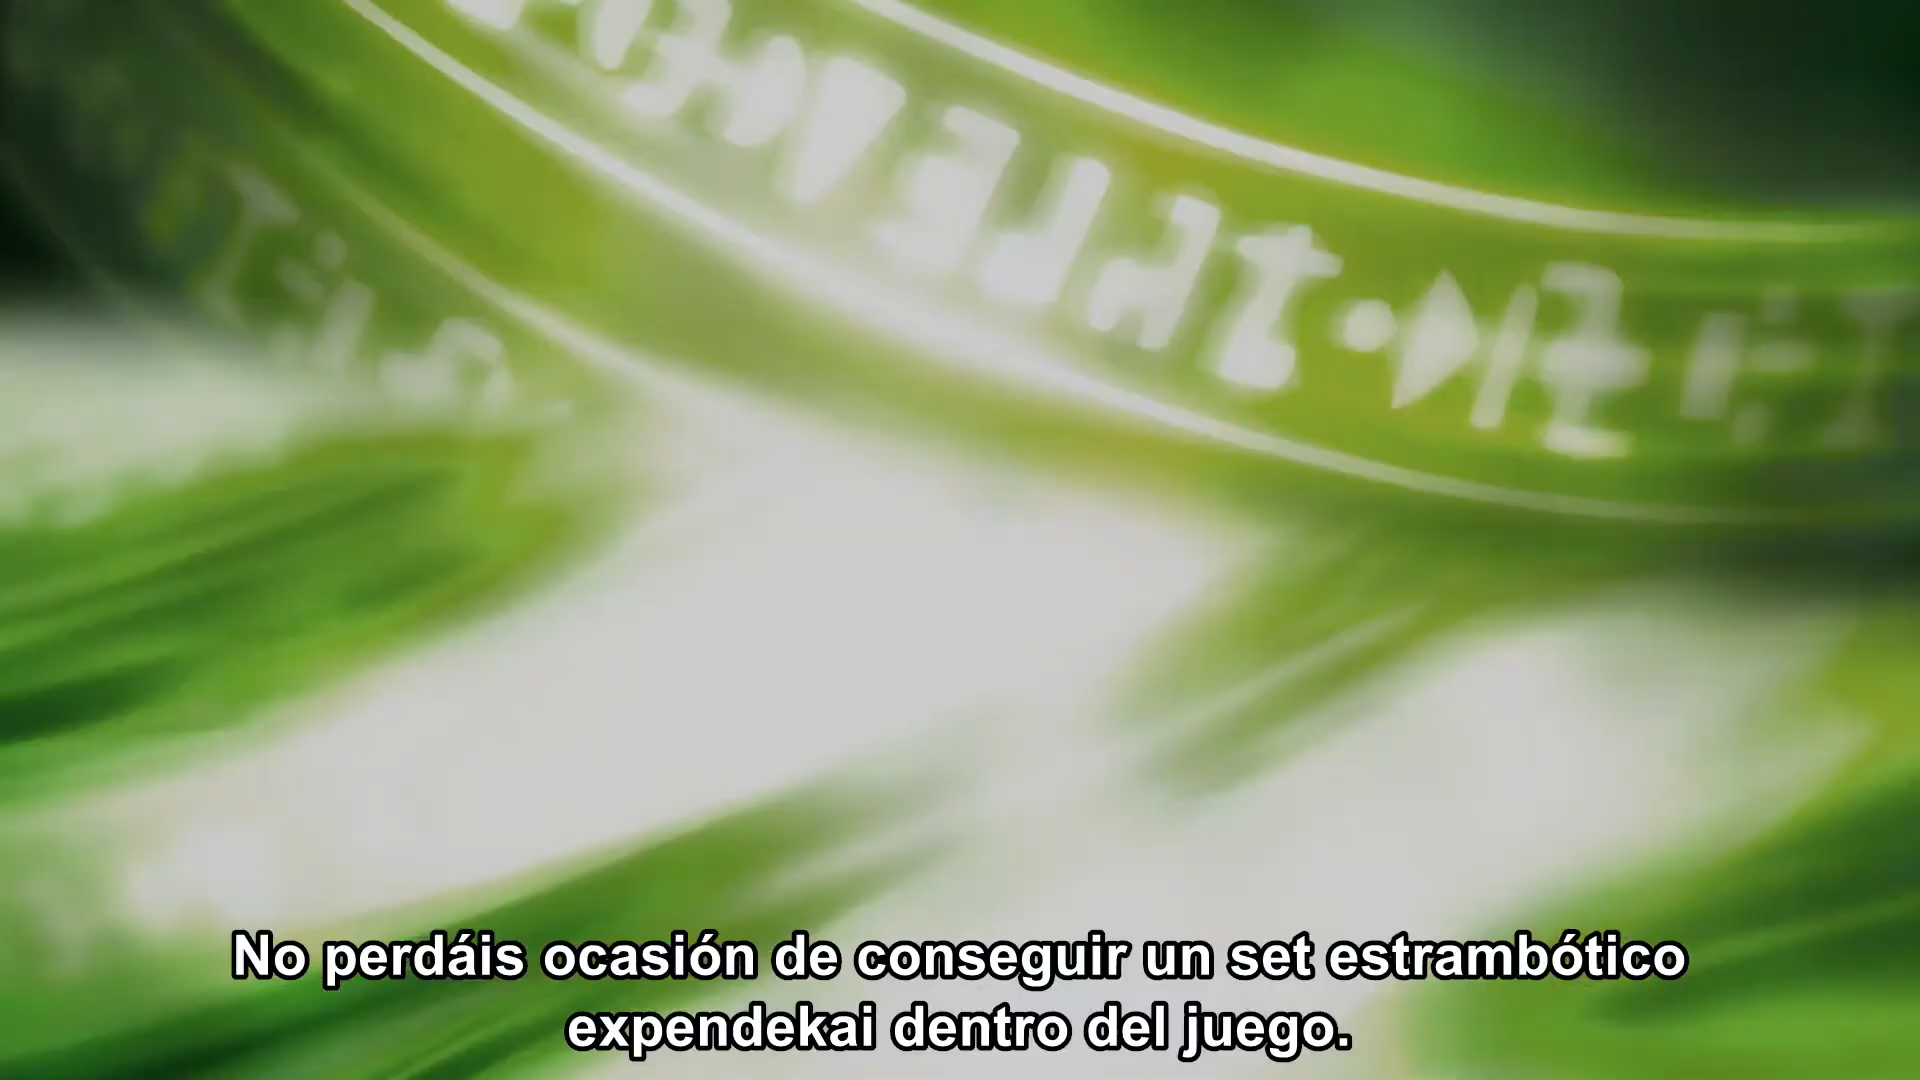 No perdáis ocasión de conseguir un set estrambótico
expendekai dentro del juego.